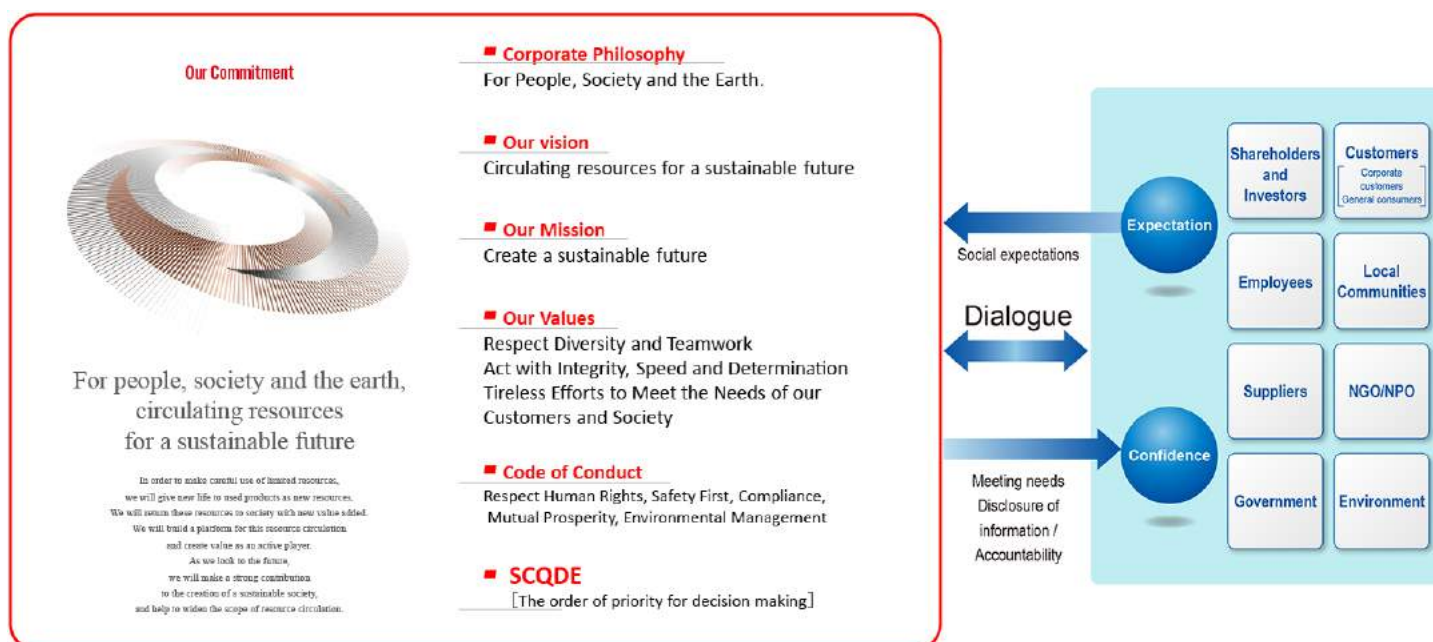 Our Commitment
For people, society and the earth,
circulating resources
for a sustainable future
In order to make careful use of limited resources,
we will give new life to used products as new resources.
We will return these resources to society with new value added.
We will build a platform for this resource circulation
and create value as an active player.
As we look to the future,
we will make a strong contribution
to the creation of a sustainable society,
and help to widen the scope of resource circulation.
Corporate Philosophy
For People, Society and the Earth.
Our vision
Circulating resources for a sustainable future
Our Mission
Create a sustainable future
Our Values
Respect Diversity and Teamwork
Act with Integrity, Speed and Determination
Tireless Efforts to Meet the Needs of our
Customers and Society
Code of Conduct
Respect Human Rights, Safety First, Compliance,
Mutual Prosperity, Environmental Management
SCQDE
[The order of priority for decision making]
Social expectations
Dialogue
Meeting needs
Disclosure of
information /
Accountability
Expectation
Confidence
Shareholders
and
Investors
Customers
[Corporate
customers
General consumers]
Employees
Local
Communities
Suppliers
NGO/NPO
Government
Environment